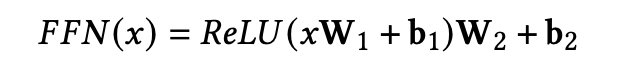 FFN(x) = ReLU(xW₁ + b₁)W₂ + b₂